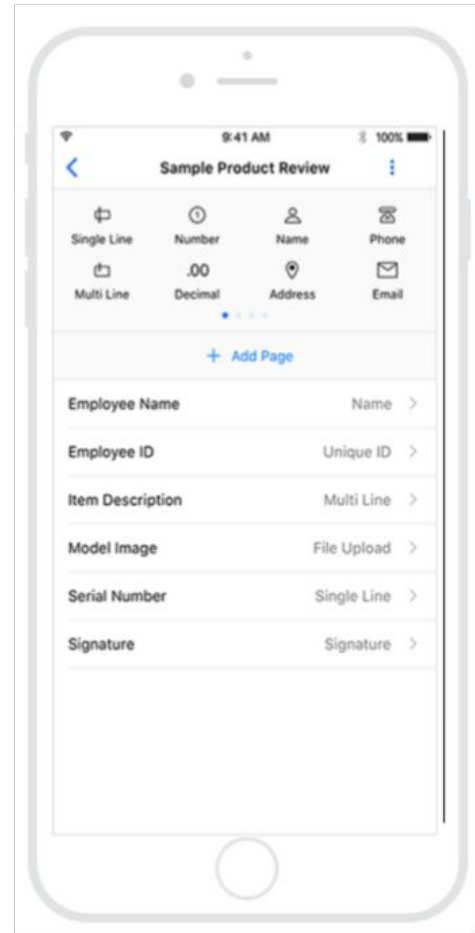 9:41 AM 100%
Sample Product Review
Single Line Number Name Phone
.00
Multi Line Decimal Address Email
+ Add Page
Employee Name Name >
Employee ID Unique ID >
Item Description Multi Line >
Model Image File Upload >
Serial Number Single Line >
Signature Signature >